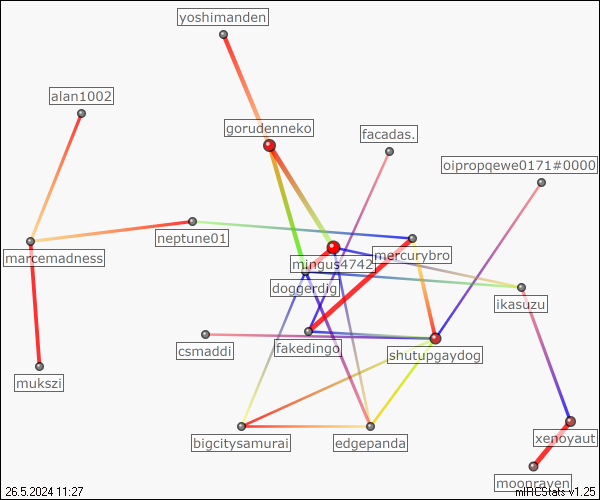 yoshimanden
alan1002
gorudenneko
facadas.
oipropqewe0171#0000
neptune01
marcemadness
mercurybro
mingus4742
doggerdig
ikasuzu
csmaddi
fakedingo
shutupgaydog
mukszi
bigcitysamurai
edgepanda
xenoyaut
moonraven
26.5.2024 11:27
mIRCStats v1.25